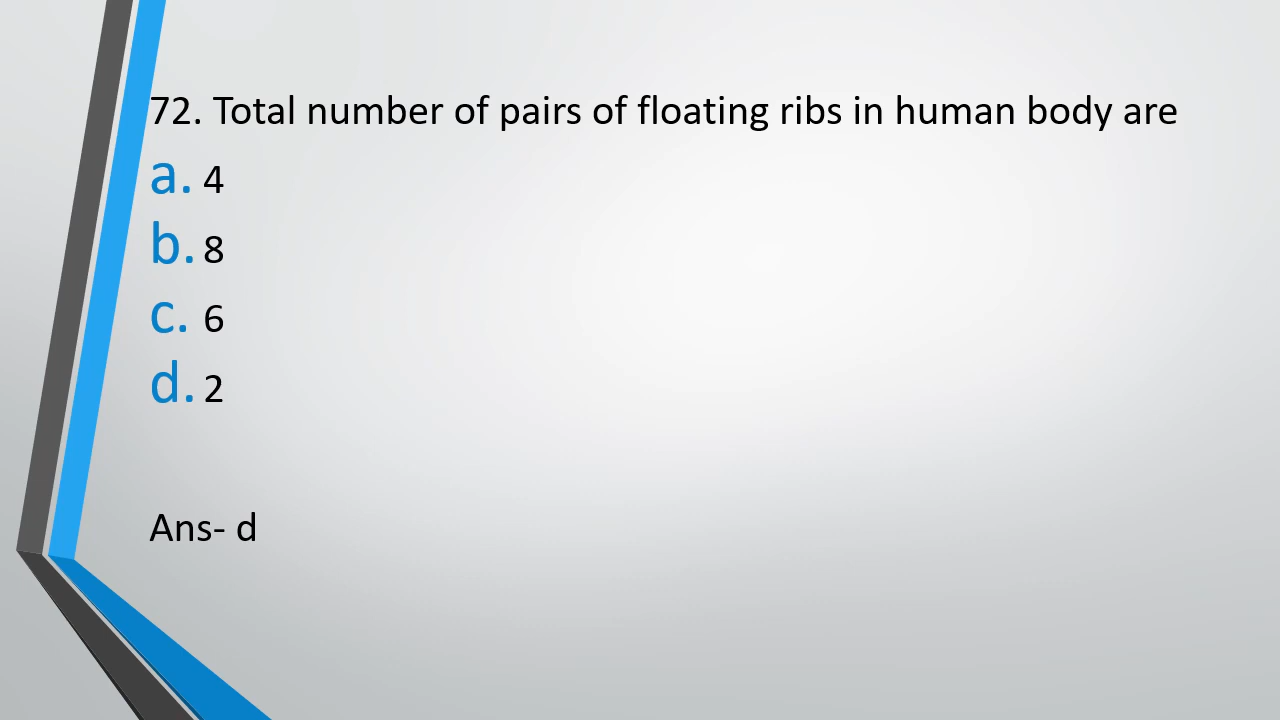 72. Total number of pairs of floating ribs in human body are
a. 4
b. 8
c. 6
d. 2
Ans- d